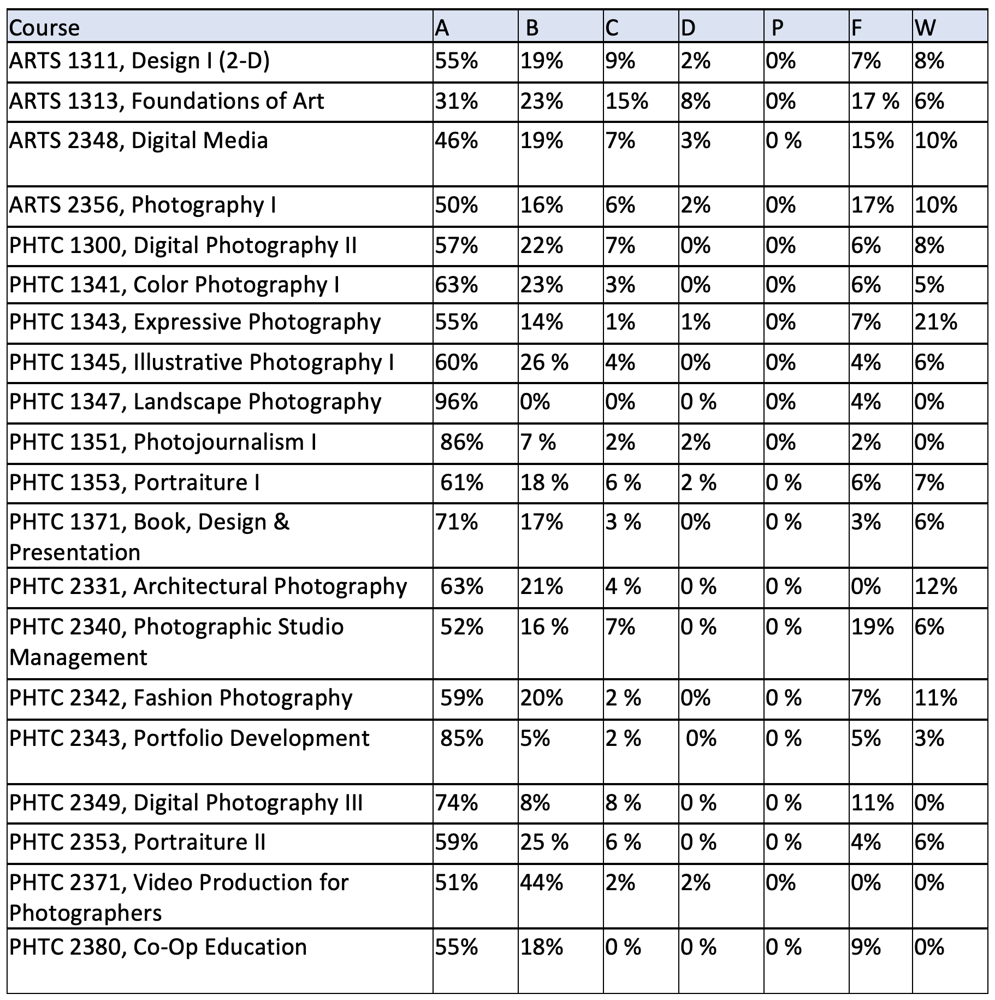 Course A B C D P F W
ARTS 1311, Design I (2-D) 55% 19% 9% 2% 0% 7% 8%
ARTS 1313, Foundations of Art 31% 23% 15% 8% 0% 17 % 6%
ARTS 2348, Digital Media 46% 19% 7% 3% 0 % 15% 10%
ARTS 2356, Photography I 50% 16% 6% 2% 0% 17% 10%
PHTC 1300, Digital Photography II 57% 22% 7% 0% 0% 6% 8%
PHTC 1341, Color Photography I 63% 23% 3% 0% 0% 6% 5%
PHTC 1343, Expressive Photography 55% 14% 1% 1% 0% 7% 21%
PHTC 1345, Illustrative Photography I 60% 26 % 4% 0% 0% 4% 6%
PHTC 1347, Landscape Photography 96% 0% 0% 0 % 0% 4% 0%
PHTC 1351, Photojournalism I 86% 7 % 2% 2% 0% 2% 0%
PHTC 1353, Portraiture I 61% 18 % 6 % 2 % 0 % 6% 7%
PHTC 1371, Book, Design & 71% 17% 3 % 0% 0 % 3% 6%
Presentation
PHTC 2331, Architectural Photography 63% 21% 4 % 0 % 0 % 0% 12%
PHTC 2340, Photographic Studio 52% 16 % 7% 0 % 0 % 19% 6%
Management
PHTC 2342, Fashion Photography 59% 20% 2 % 0% 0 % 7% 11%
PHTC 2343, Portfolio Development 85% 5% 2 % 0% 0 % 5% 3%
PHTC 2349, Digital Photography III 74% 8% 8 % 0 % 0 % 11% 0%
PHTC 2353, Portraiture II 59% 25 % 6 % 0 % 0 % 4% 6%
PHTC 2371, Video Production for 51% 44% 2% 2% 0% 0% 0%
Photographers
PHTC 2380, Co-Op Education 55% 18% 0 % 0 % 0 % 9% 0%